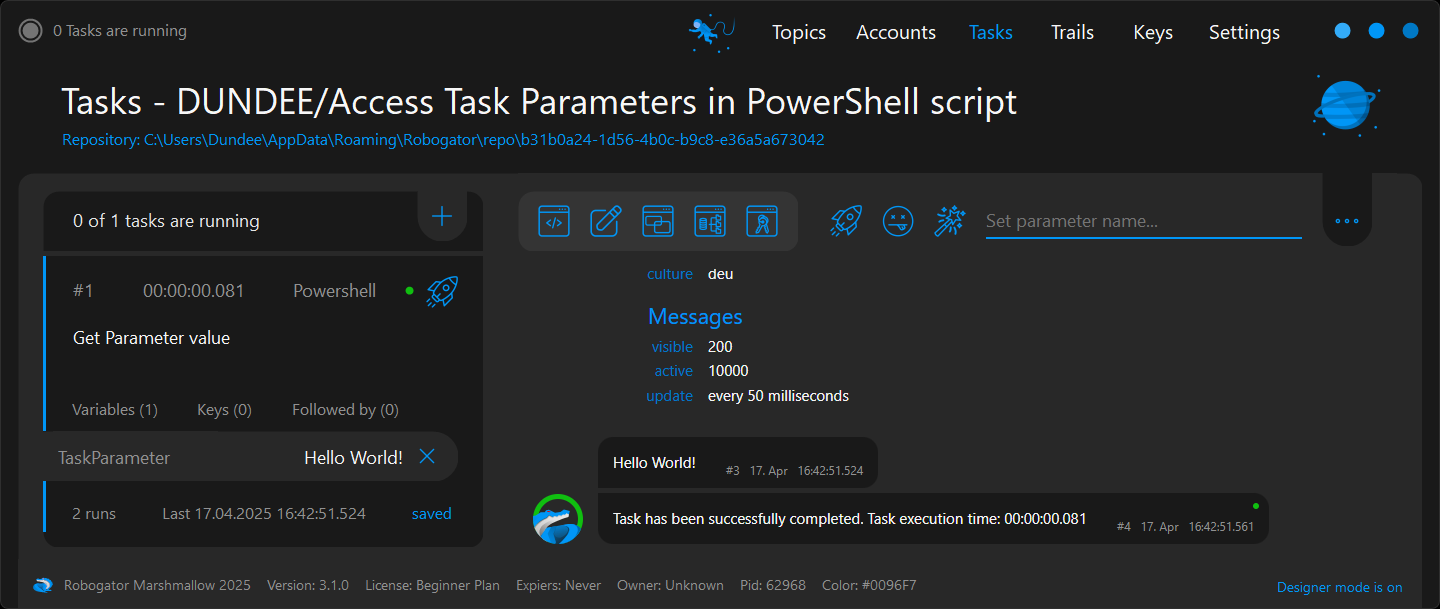 0 Tasks are running
Topics Accounts Tasks Trails Keys Settings
Tasks - DUNDEE/Access Task Parameters in PowerShell script
Repository: C:\Users\Dundee\AppData\Roaming\Robogator\repo\b31b0a24-1d56-4b0c-b9c8-e36a5a673042
0 of 1 tasks are running
#1 00:00:00.081 Powershell
Get Parameter value
Variables (1) Keys (0) Followed by (0)
TaskParameter Hello World!
2 runs Last 17.04.2025 16:42:51.524 saved
Set parameter name...
culture deu
Messages
visible 200
active 10000
update every 50 milliseconds
Hello World! #3 17. Apr 16:42:51.524
Task has been successfully completed. Task execution time: 00:00:00.081 #4 17. Apr 16:42:51.561
Robogator Marshmallow 2025 Version: 3.1.0 License: Beginner Plan Expiers: Never Owner: Unknown Pid: 62968 Color: #0096F7
Designer mode is on